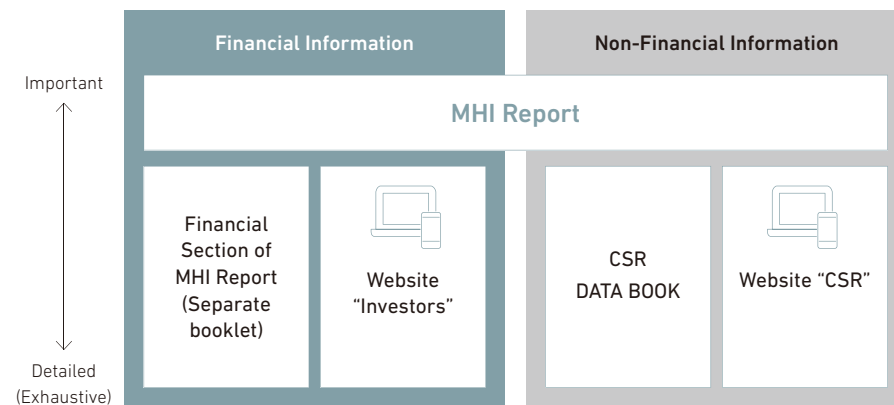 Financial Information
Non-Financial Information
Important
MHI Report
Financial
Section of
MHI Report
(Separate
booklet)
Website
“Investors”
CSR
DATA BOOK
Website “CSR”
Detailed
(Exhaustive)